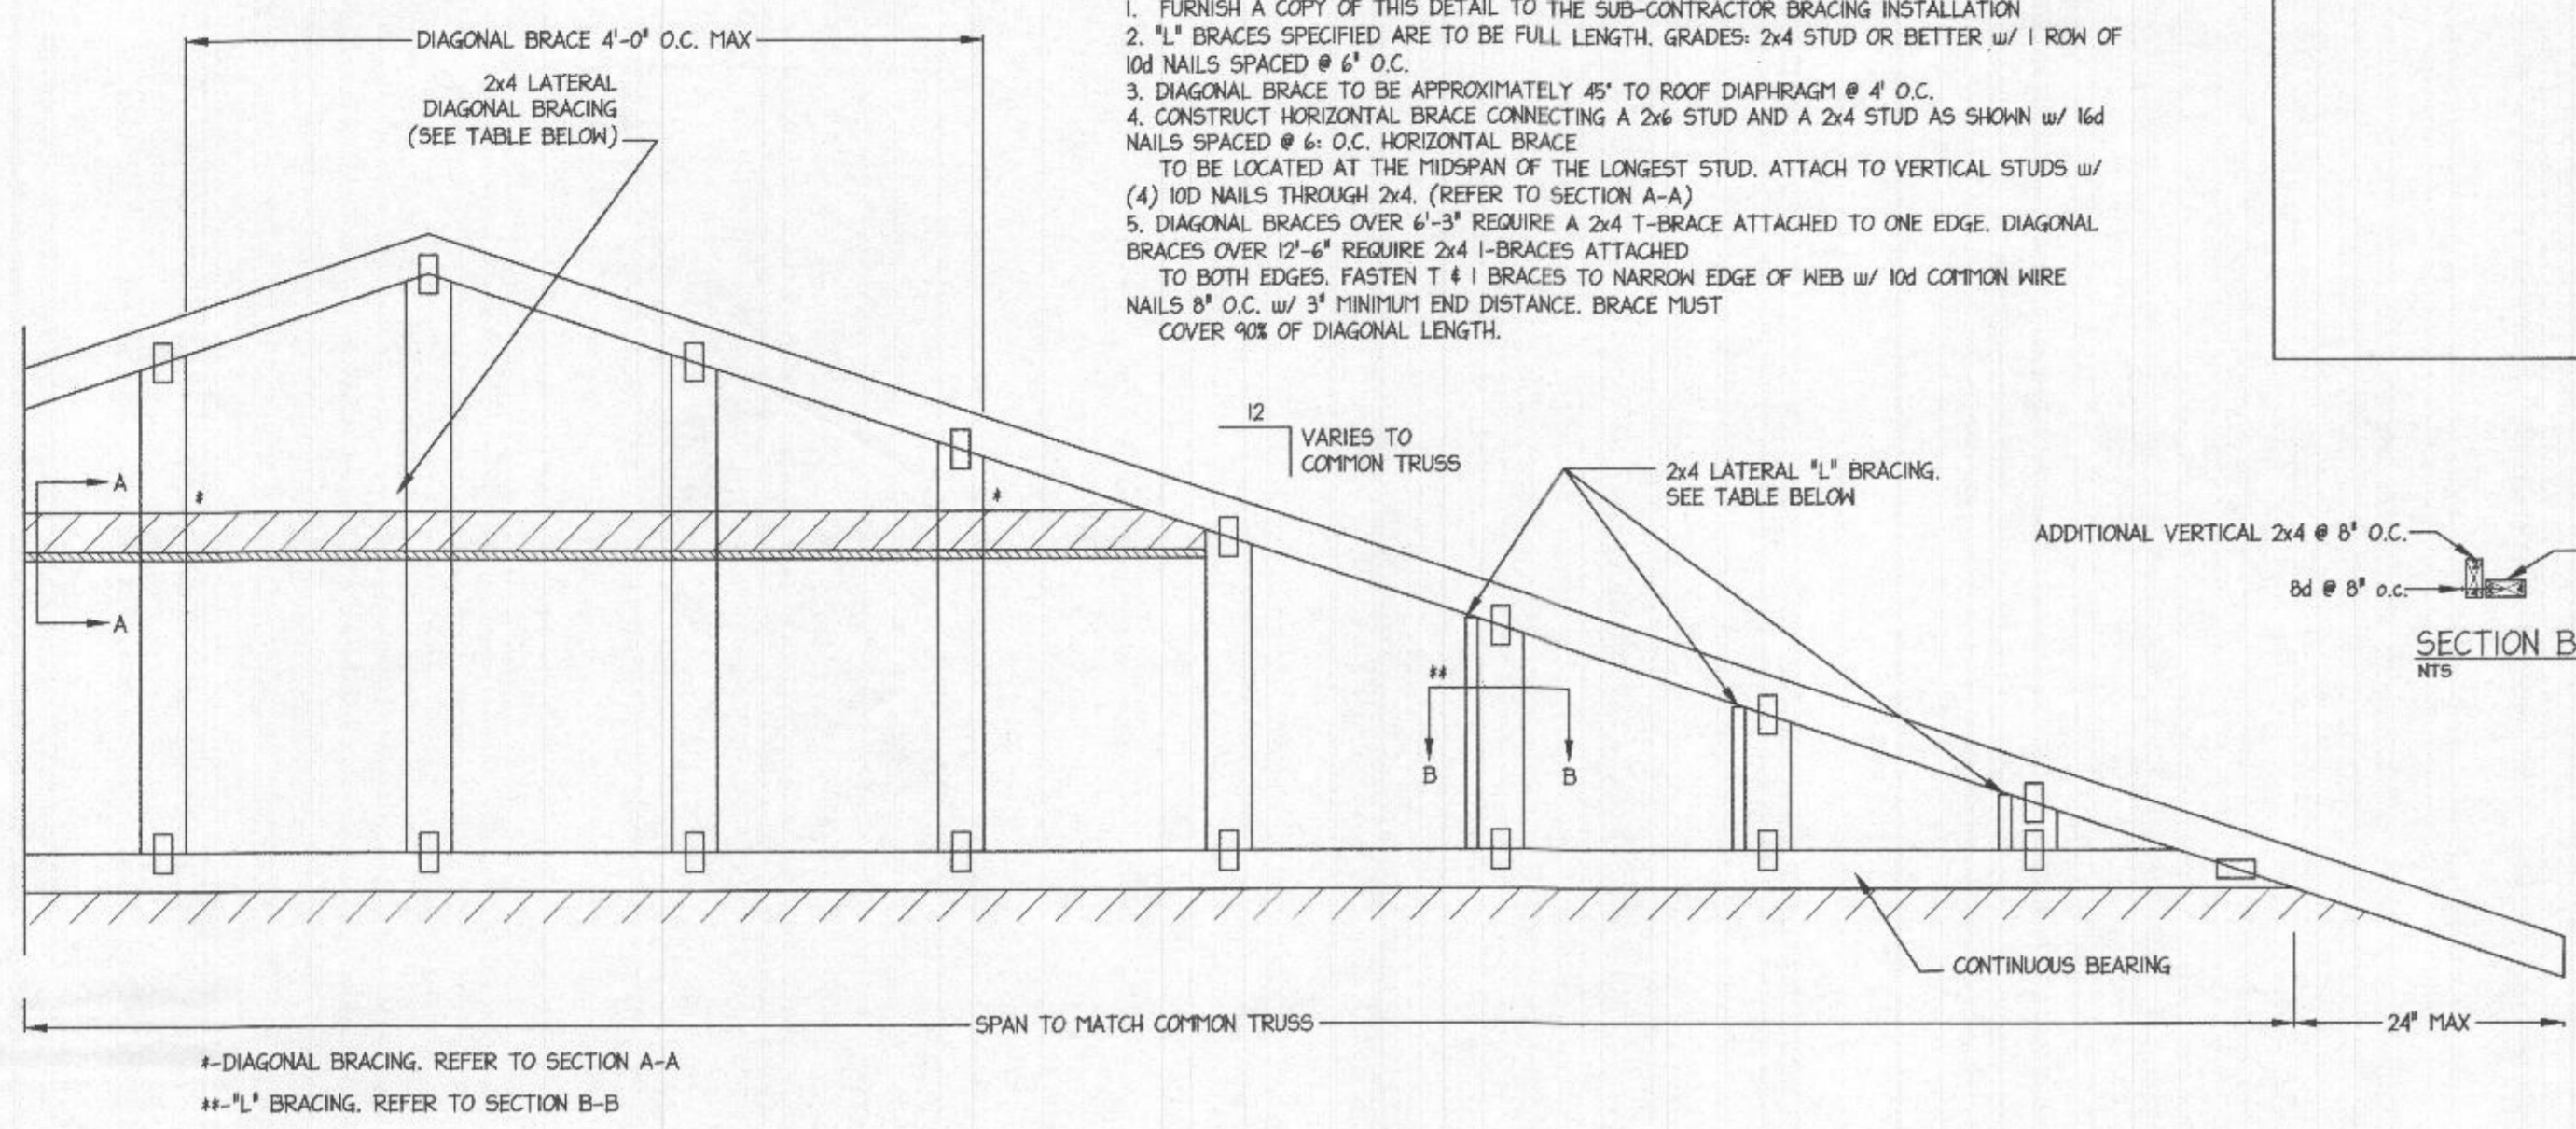 1. FURNISH A COPY OF THIS DETAIL TO THE SUB-CONTRACTOR BRACING INSTALLATION
2. "L" BRACES SPECIFIED ARE TO BE FULL LENGTH. GRADES: 2x4 STUD OR BETTER w/ 1 ROW OF
10d NAILS SPACED @ 6" O.C.
3. DIAGONAL BRACE TO BE APPROXIMATELY 45° TO ROOF DIAPHRAGM @ 4' O.C.
4. CONSTRUCT HORIZONTAL BRACE CONNECTING A 2x6 STUD AND A 2x4 STUD AS SHOWN w/ 16d
NAILS SPACED @ 6: O.C. HORIZONTAL BRACE
TO BE LOCATED AT THE MIDSPAN OF THE LONGEST STUD. ATTACH TO VERTICAL STUDS w/
(4) 10D NAILS THROUGH 2x4. (REFER TO SECTION A-A)
5. DIAGONAL BRACES OVER 6'-3" REQUIRE A 2x4 T-BRACE ATTACHED TO ONE EDGE. DIAGONAL
BRACES OVER 12'-6" REQUIRE 2x4 I-BRACES ATTACHED
TO BOTH EDGES. FASTEN T & I BRACES TO NARROW EDGE OF WEB w/ 10d COMMON WIRE
NAILS 8" O.C. w/ 3" MINIMUM END DISTANCE. BRACE MUST
COVER 90% OF DIAGONAL LENGTH.
DIAGONAL BRACE 4'-0" O.C. MAX
2x4 LATERAL
DIAGONAL BRACING
(SEE TABLE BELOW)
12
VARIES TO
COMMON TRUSS
2x4 LATERAL "L" BRACING.
SEE TABLE BELOW
A
*
*
A
**
B
B
ADDITIONAL VERTICAL 2x4 @ 8" O.C.
8d @ 8" o.c.
SECTION B
NTS
CONTINUOUS BEARING
SPAN TO MATCH COMMON TRUSS
24" MAX
*-DIAGONAL BRACING. REFER TO SECTION A-A
**-"L" BRACING. REFER TO SECTION B-B